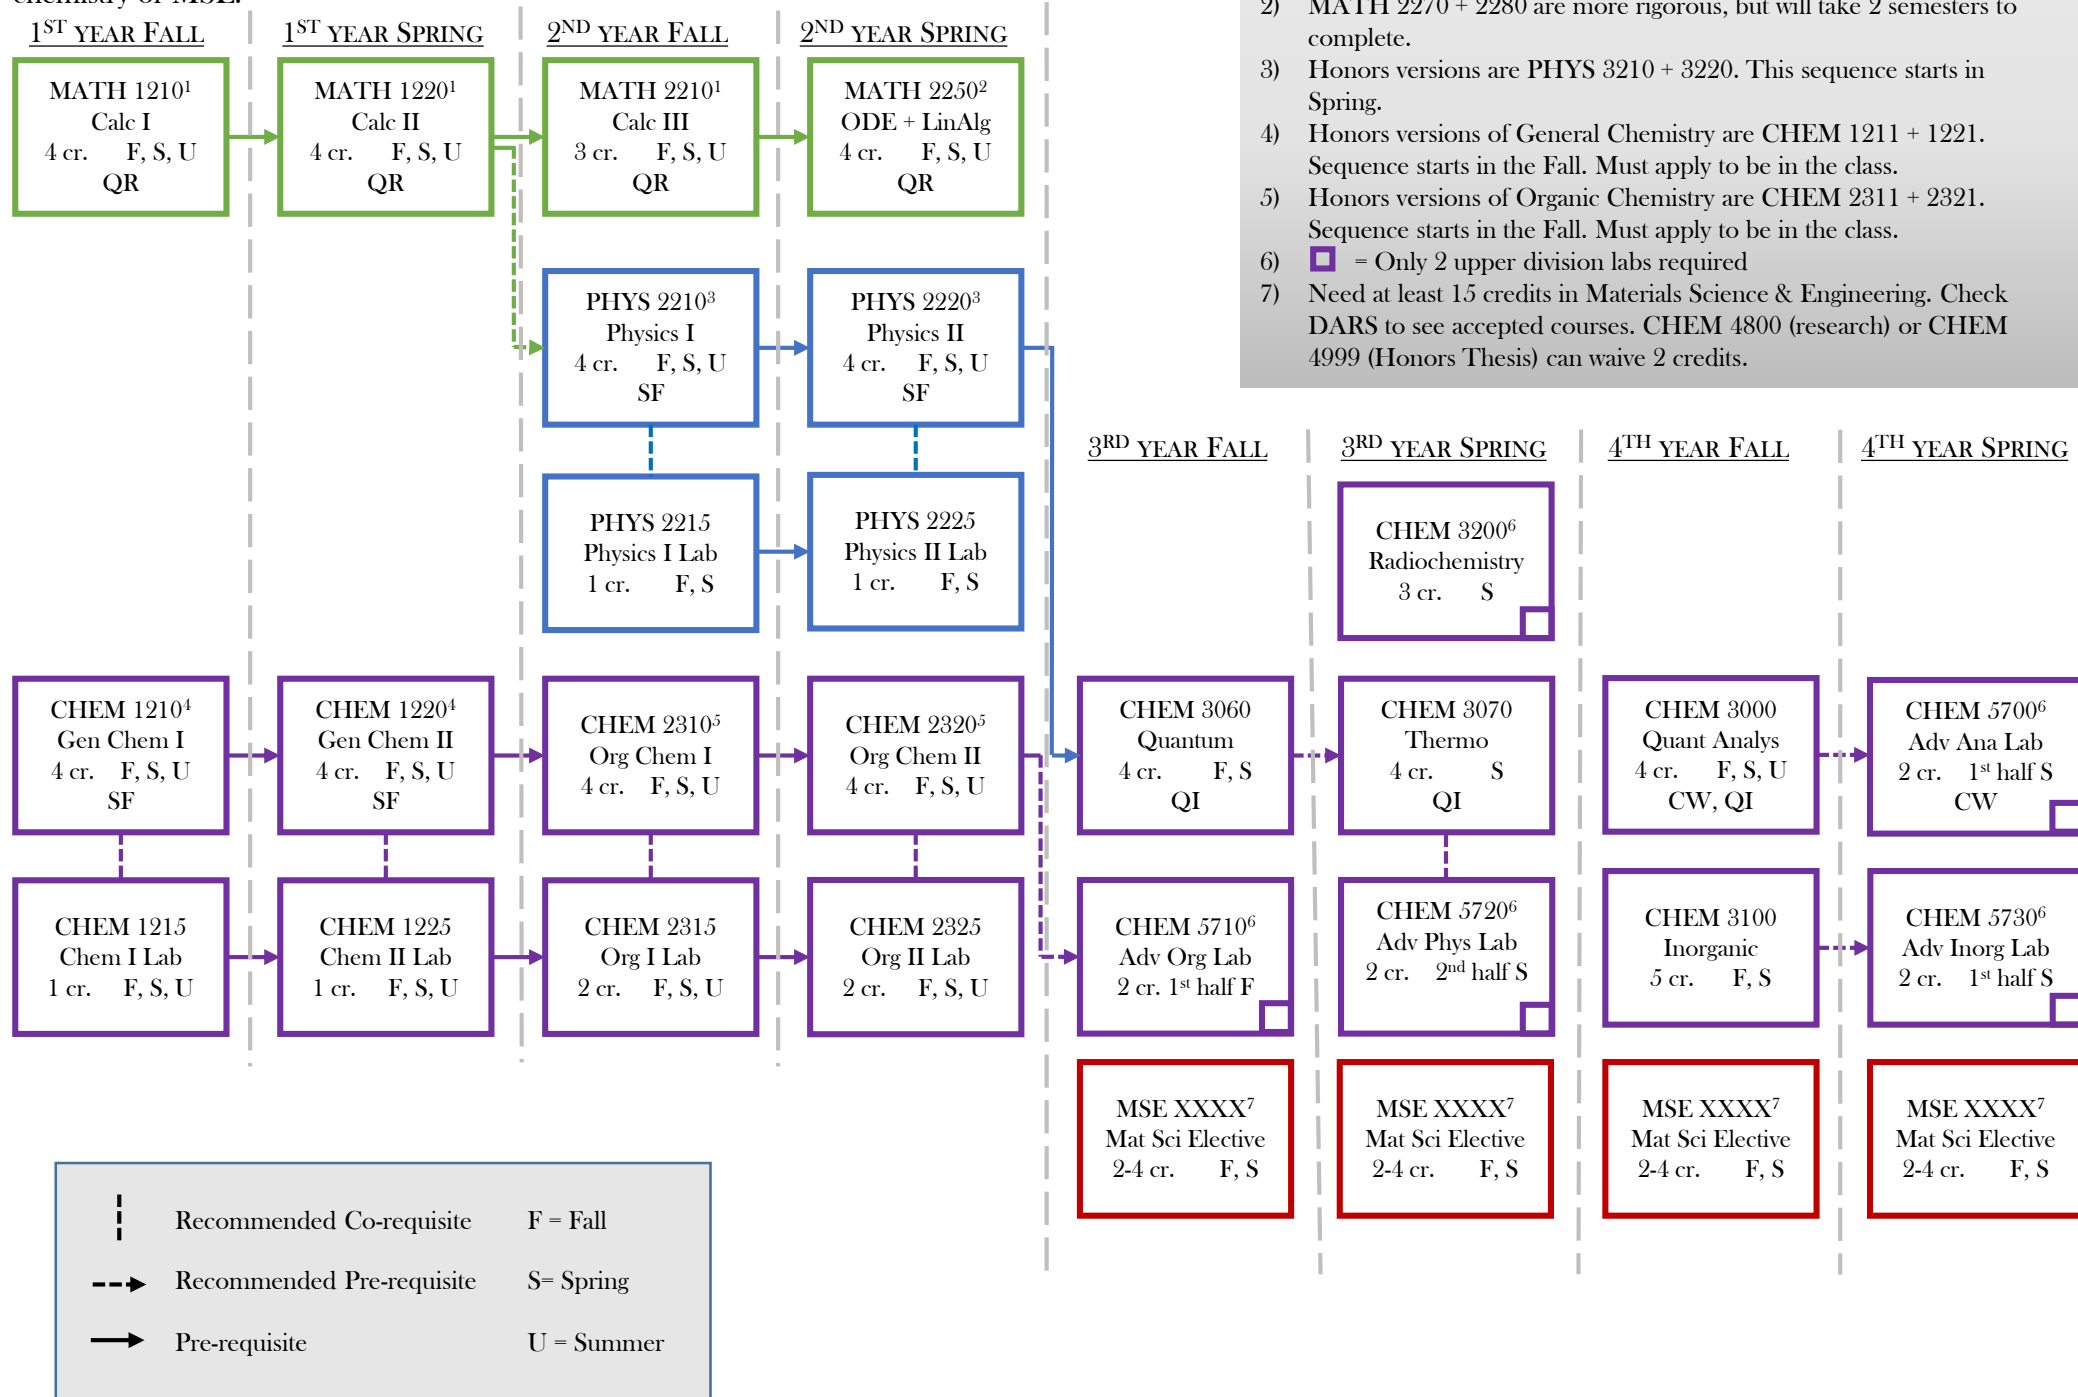 chemistry or MSE.
1ST YEAR FALL
1ST YEAR SPRING
2ND YEAR FALL
2ND YEAR SPRING
MATH 12101
Calc I
4 cr. F, S, U
QR
MATH 12201
Calc II
4 cr. F, S, U
QR
MATH 22101
Calc III
3 cr. F, S, U
QR
MATH 22502
ODE + LinAlg
4 cr. F, S, U
QR
2) MATH 2270 + 2280 are more rigorous, but will take 2 semesters to
complete.
3) Honors versions are PHYS 3210 + 3220. This sequence starts in
Spring.
4) Honors versions of General Chemistry are CHEM 1211 + 1221.
Sequence starts in the Fall. Must apply to be in the class.
5) Honors versions of Organic Chemistry are CHEM 2311 + 2321.
Sequence starts in the Fall. Must apply to be in the class.
6) = Only 2 upper division labs required
7) Need at least 15 credits in Materials Science & Engineering. Check
DARS to see accepted courses. CHEM 4800 (research) or CHEM
4999 (Honors Thesis) can waive 2 credits.
PHYS 22103
Physics I
4 cr. F, S, U
SF
PHYS 22203
Physics II
4 cr. F, S, U
SF
PHYS 2215
Physics I Lab
1 cr. F, S
PHYS 2225
Physics II Lab
1 cr. F, S
3RD YEAR FALL
3RD YEAR SPRING
4TH YEAR FALL
4TH YEAR SPRING
CHEM 32006
Radiochemistry
3 cr. S
CHEM 12104
Gen Chem I
4 cr. F, S, U
SF
CHEM 12204
Gen Chem II
4 cr. F, S, U
SF
CHEM 23105
Org Chem I
4 cr. F, S, U
CHEM 23205
Org Chem II
4 cr. F, S, U
CHEM 3060
Quantum
4 cr. F, S
QI
CHEM 3070
Thermo
4 cr. S
QI
CHEM 3000
Quant Analys
4 cr. F, S, U
CW, QI
CHEM 57006
Adv Ana Lab
2 cr. 1st half S
CW
CHEM 1215
Chem I Lab
1 cr. F, S, U
CHEM 1225
Chem II Lab
1 cr. F, S, U
CHEM 2315
Org I Lab
2 cr. F, S, U
CHEM 2325
Org II Lab
2 cr. F, S, U
CHEM 57106
Adv Org Lab
2 cr. 1st half F
CHEM 57206
Adv Phys Lab
2 cr. 2nd half S
CHEM 3100
Inorganic
5 cr. F, S
CHEM 57306
Adv Inorg Lab
2 cr. 1st half S
MSE XXXX7
Mat Sci Elective
2-4 cr. F, S
MSE XXXX7
Mat Sci Elective
2-4 cr. F, S
MSE XXXX7
Mat Sci Elective
2-4 cr. F, S
MSE XXXX7
Mat Sci Elective
2-4 cr. F, S
Recommended Co-requisite F = Fall
Recommended Pre-requisite S= Spring
Pre-requisite U = Summer